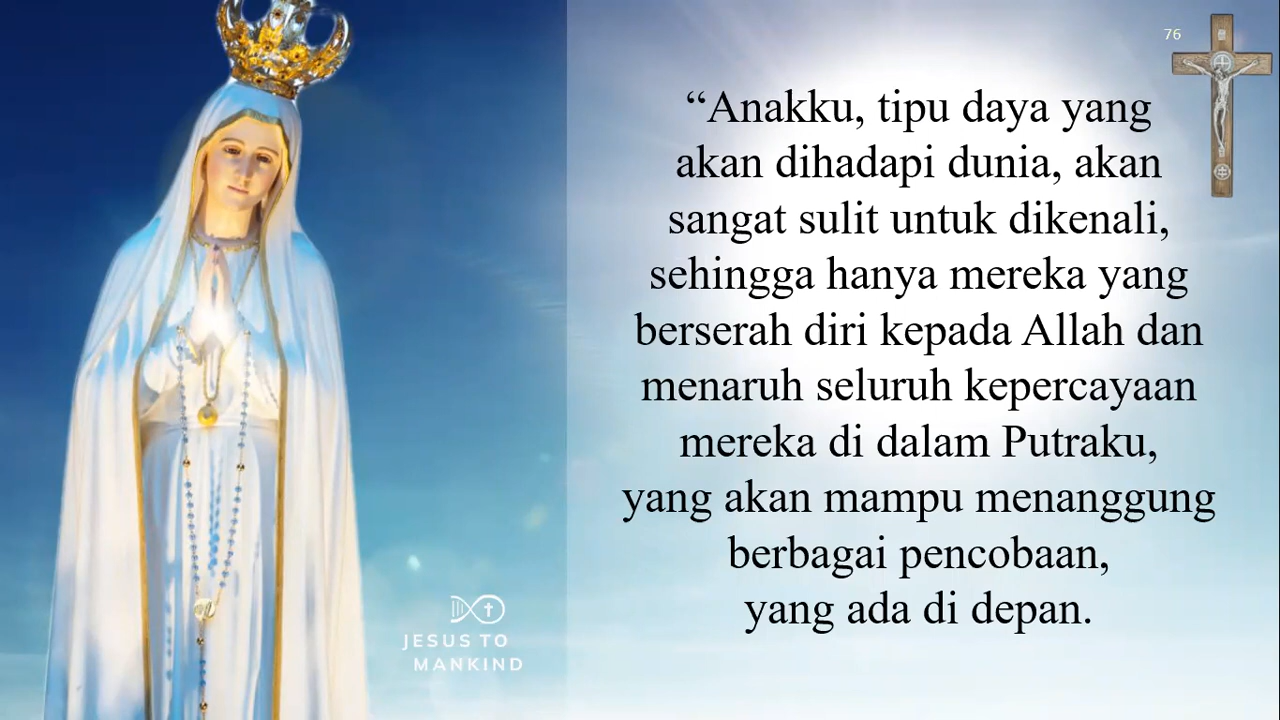 76
“Anakku, tipu daya yang
akan dihadapi dunia, akan
sangat sulit untuk dikenali,
sehingga hanya mereka yang
berserah diri kepada Allah dan
menaruh seluruh kepercayaan
mereka di dalam Putraku,
yang akan mampu menanggung
berbagai pencobaan,
yang ada di depan.
JESUS TO
MANKIND